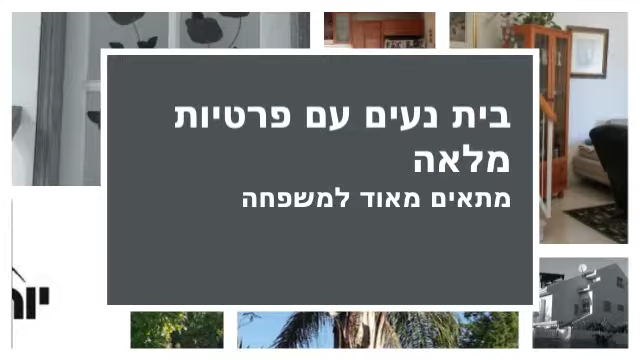 בית נעים עם פרטיות
מלאה
מתאים מאוד למשפחה